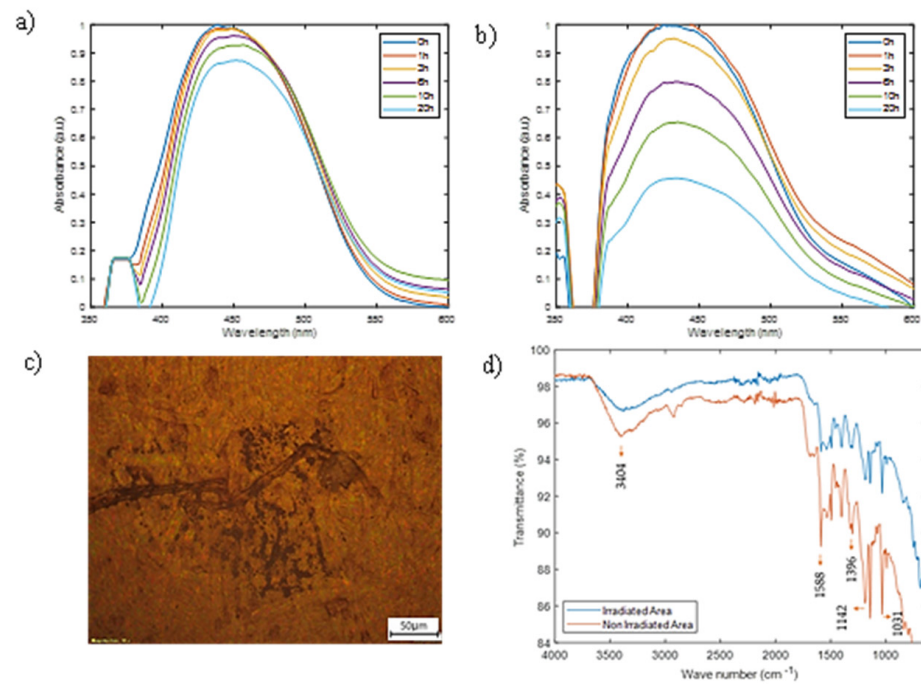 a)
1
0.9
0.8
0.7
0.6
0.5
0.4
0.3
0.2
0.1
0
350
400
450
500
550
600
Absorbance (a.u)
Wavelength (nm)
0h
1h
2h
6h
10h
20h
b)
1
0.9
0.8
0.7
0.6
0.5
0.4
0.3
0.2
0.1
0
350
400
450
500
550
600
Absorbance (a.u)
Wavelength (nm)
0h
1h
2h
6h
10h
20h
c)
50µm
d)
100
98
96
94
92
90
88
86
84
4000
3500
3000
2500
2000
1500
1000
Transmittance (%)
Wave number (cm⁻¹)
3404
1588
1396
1142
1031
Irradiated Area
Non Irradiated Area